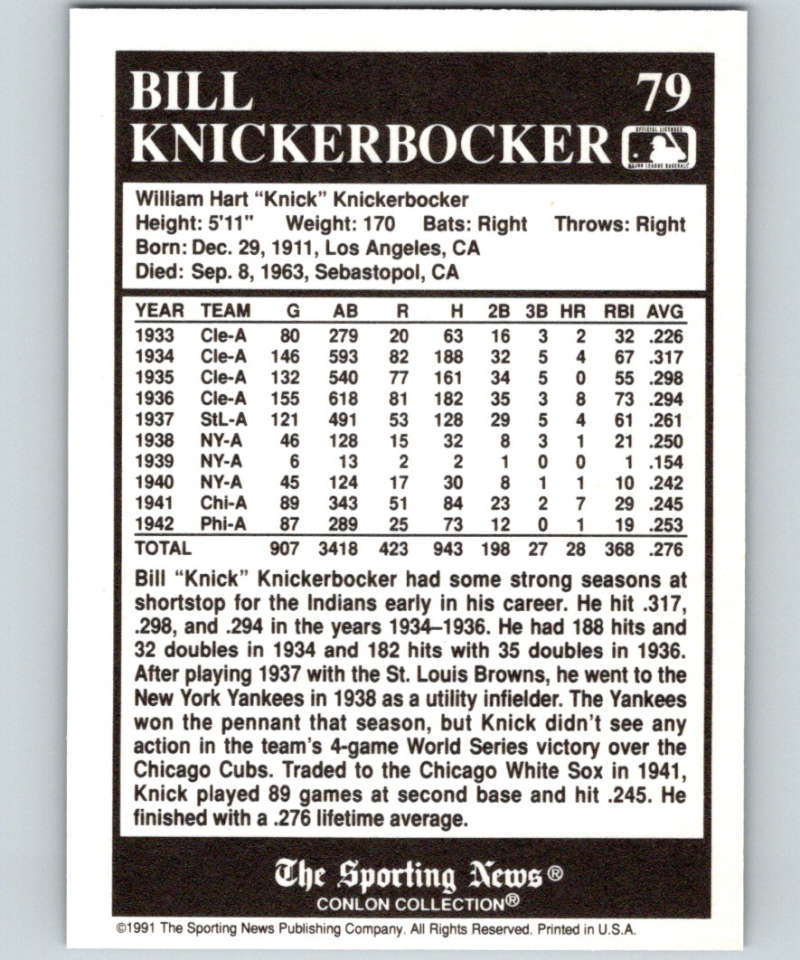 BILL 79
KNICKERBOCKER
OFFICIAL LICENSEE
MAJOR LEAGUE BASEBALL
William Hart “Knick” Knickerbocker
Height: 5'11" Weight: 170 Bats: Right Throws: Right
Born: Dec. 29, 1911, Los Angeles, CA
Died: Sep. 8, 1963, Sebastopol, CA
YEAR TEAM G AB R H 2B 3B HR RBI AVG
1933 Cle-A 80 279 20 63 16 3 2 32 .226
1934 Cle-A 146 593 82 188 32 5 4 67 .317
1935 Cle-A 132 540 77 161 34 5 0 55 .298
1936 Cle-A 155 618 81 182 35 3 8 73 .294
1937 StL-A 121 491 53 128 29 5 4 61 .261
1938 NY-A 46 128 15 32 8 3 1 21 .250
1939 NY-A 6 13 2 2 1 0 0 1 .154
1940 NY-A 45 124 17 30 8 1 1 10 .242
1941 Chi-A 89 343 51 84 23 2 7 29 .245
1942 Phi-A 87 289 25 73 12 0 1 19 .253
TOTAL 907 3418 423 943 198 27 28 368 .276
Bill “Knick” Knickerbocker had some strong seasons at
shortstop for the Indians early in his career. He hit .317,
.298, and .294 in the years 1934–1936. He had 188 hits and
32 doubles in 1934 and 182 hits with 35 doubles in 1936.
After playing 1937 with the St. Louis Browns, he went to the
New York Yankees in 1938 as a utility infielder. The Yankees
won the pennant that season, but Knick didn't see any
action in the team's 4-game World Series victory over the
Chicago Cubs. Traded to the Chicago White Sox in 1941,
Knick played 89 games at second base and hit .245. He
finished with a .276 lifetime average.
The Sporting News®
CONLON COLLECTION®
©1991 The Sporting News Publishing Company. All Rights Reserved. Printed in U.S.A.